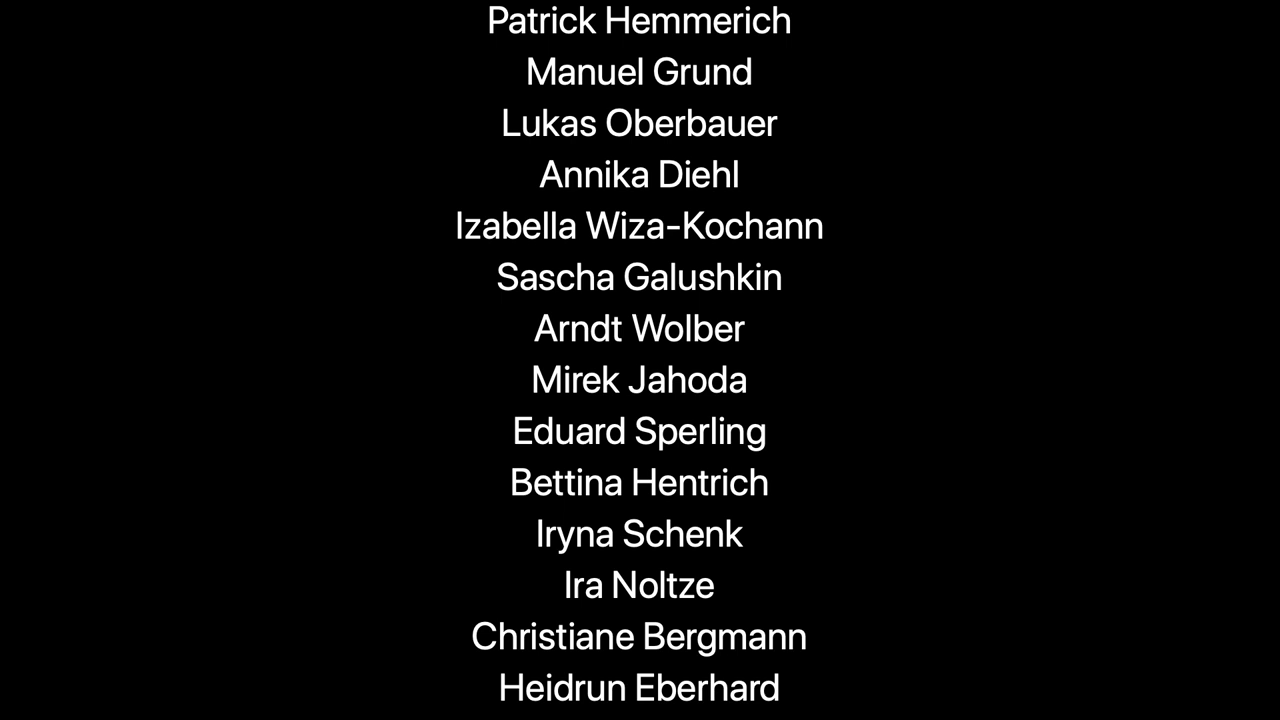 Patrick Hemmerich
Manuel Grund
Lukas Oberbauer
Annika Diehl
Izabella Wiza-Kochann
Sascha Galushkin
Arndt Wolber
Mirek Jahoda
Eduard Sperling
Bettina Hentrich
Iryna Schenk
Ira Noltze
Christiane Bergmann
Heidrun Eberhard